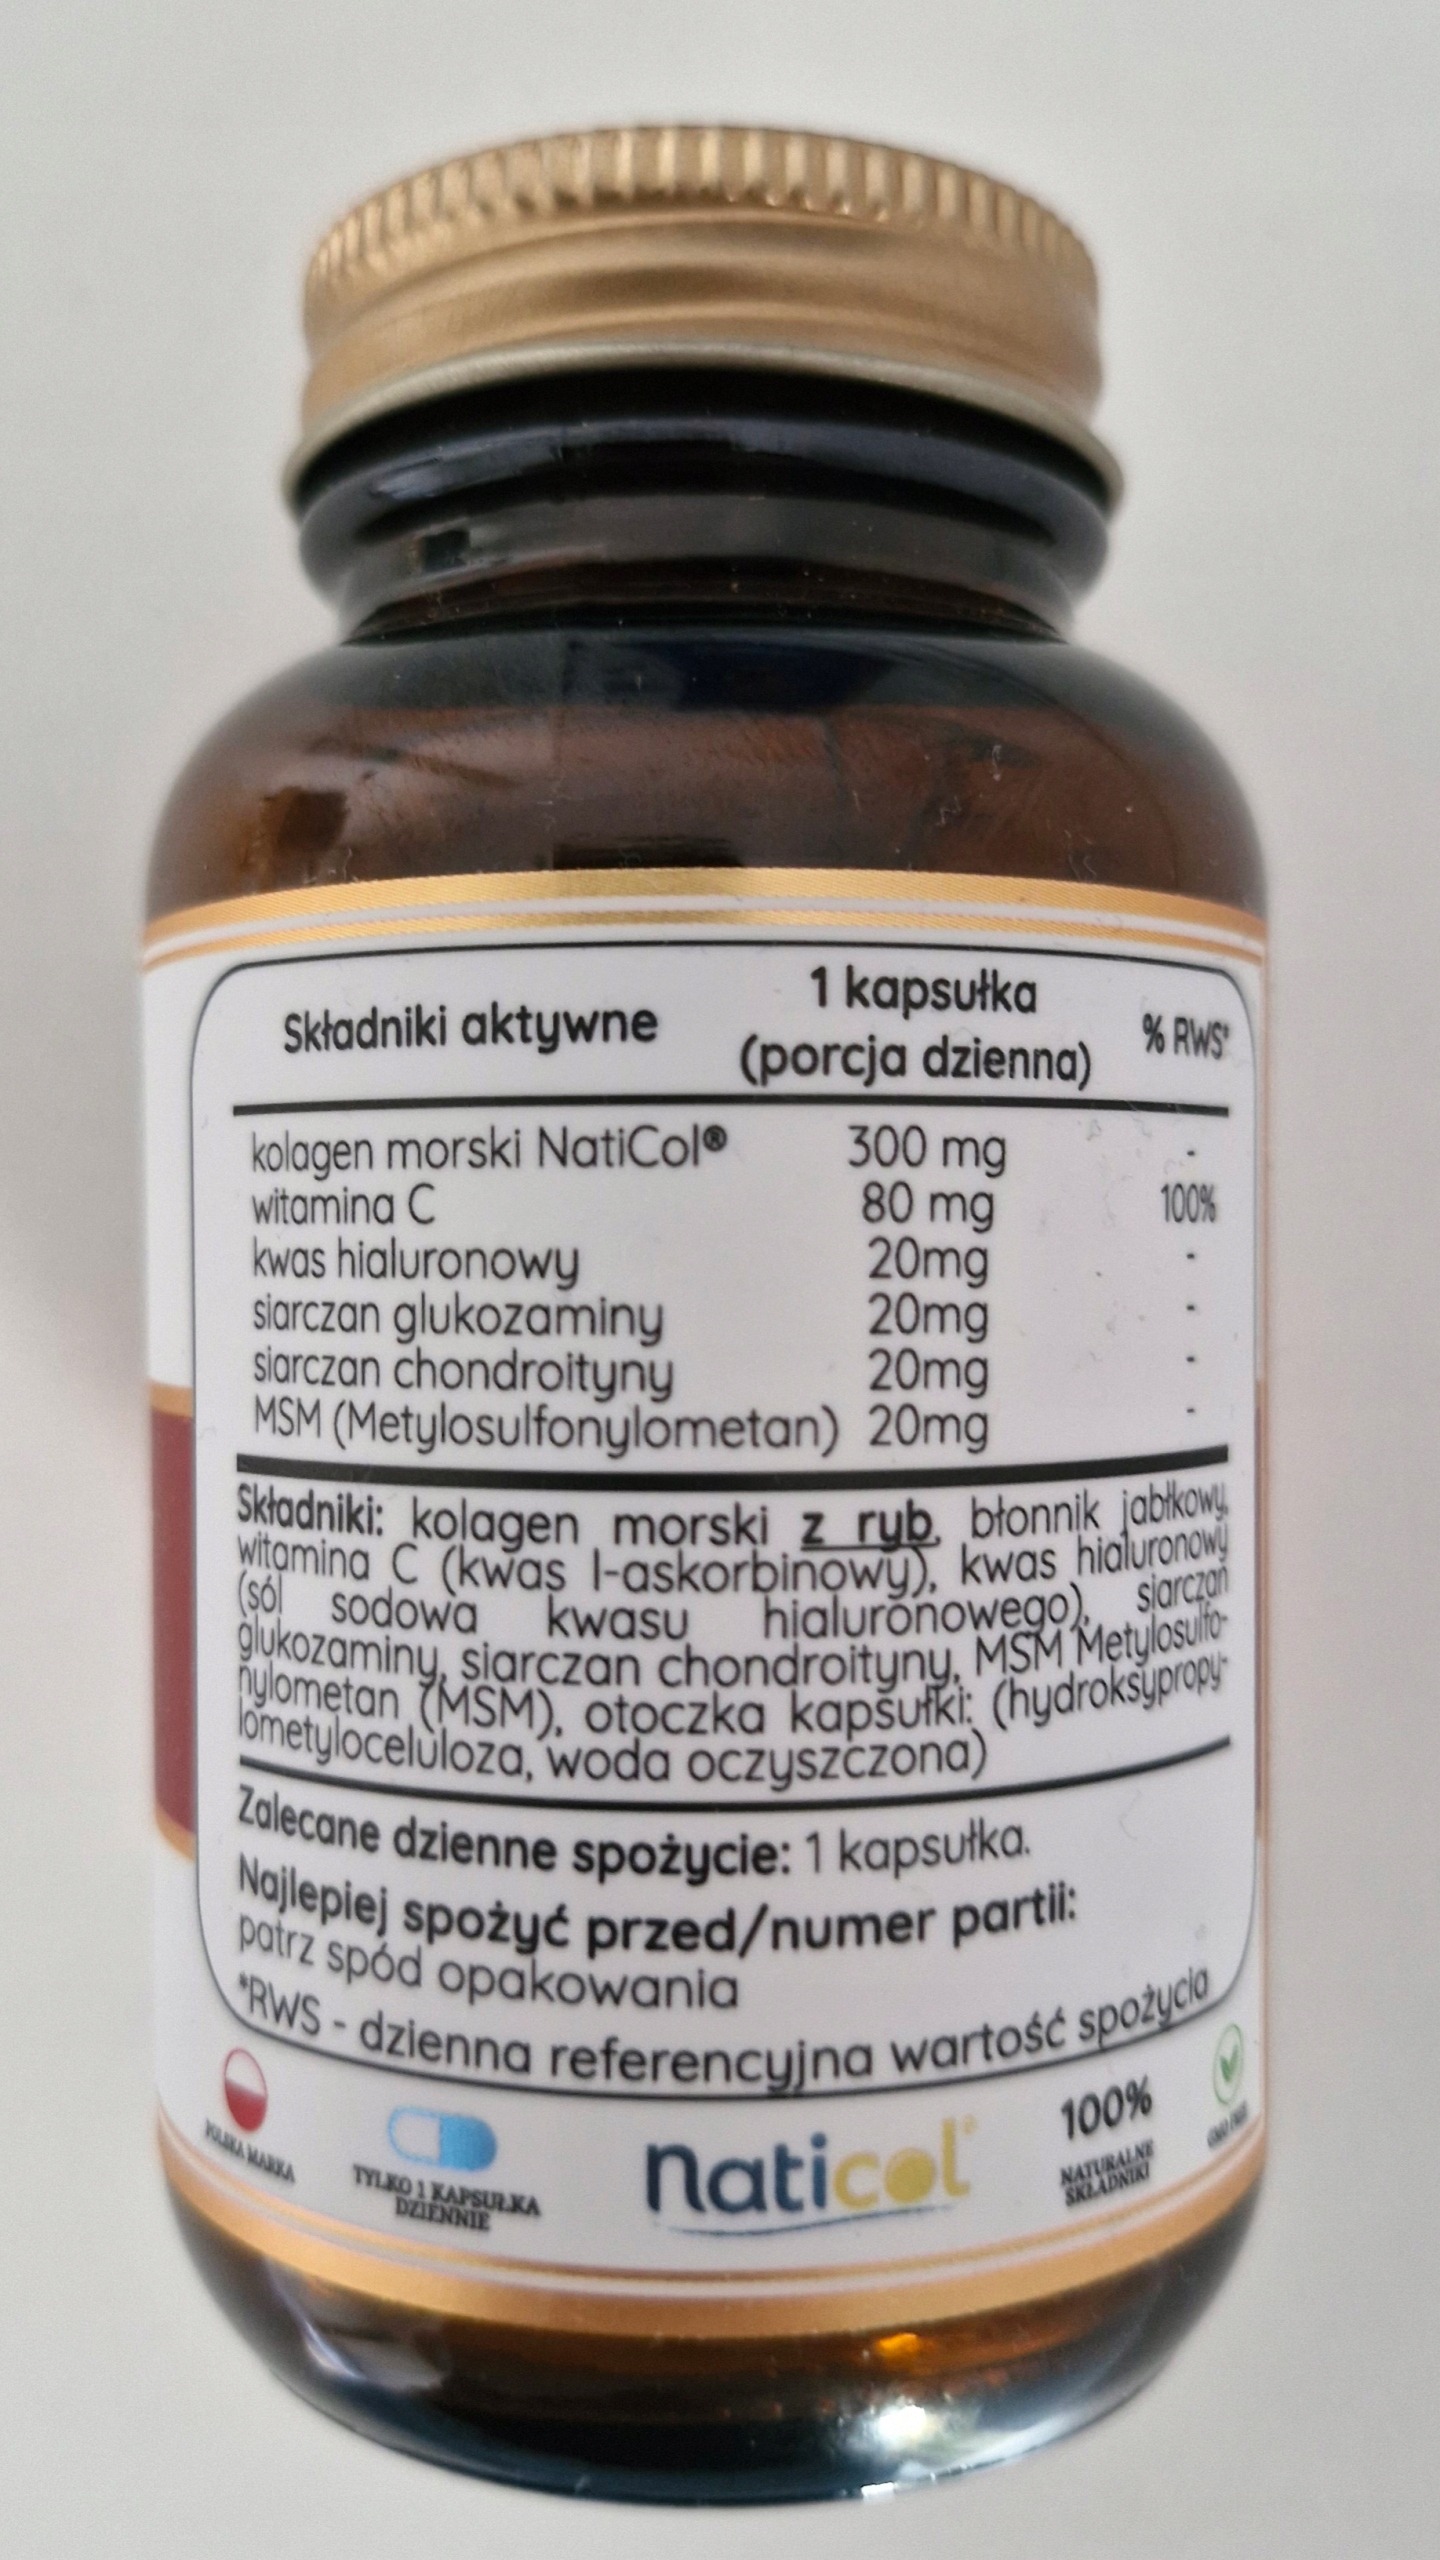 Składniki aktywne 1 kapsułka (porcja dzienna) % RWS*
kolagen morski NatiCol® 300 mg -
witamina C 80 mg 100%
kwas hialuronowy 20mg -
siarczan glukozaminy 20mg -
siarczan chondroityny 20mg -
MSM (Metylosulfonylometan) 20mg -
Składniki: kolagen morski z ryb, błonnik jabłkowy,
witamina C (kwas l-askorbinowy), kwas hialuronowy
(sól sodowa kwasu hialuronowego), siarczan
glukozaminy, siarczan chondroityny, MSM Metylosulfo-
nylometan (MSM), otoczka kapsułki: (hydroksypropy-
lometyloceluloza, woda oczyszczona)
Zalecane dzienne spożycie: 1 kapsułka.
Najlepiej spożyć przed/numer partii:
patrz spód opakowania
*RWS - dzienna referencyjna wartość spożycia
POLSKA MARKA
TYLKO 1 KAPSUŁKA
DZIENNIE
Naticol®
100%
NATURALNE
SKŁADNIKI
GMO FREE